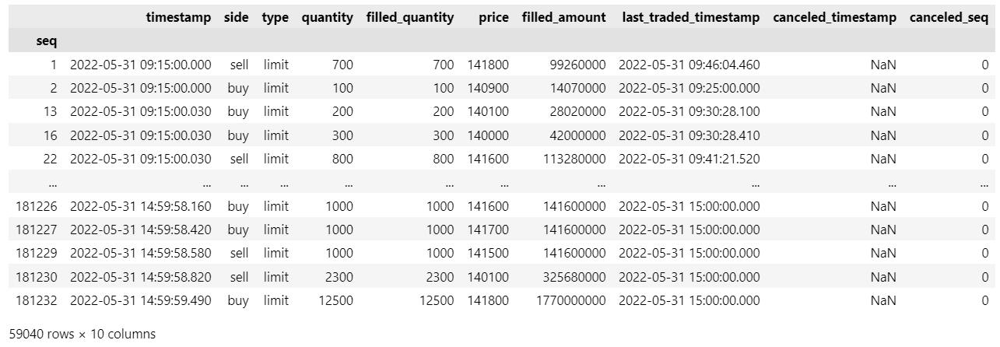 timestamp side type quantity filled_quantity price filled_amount last_traded_timestamp canceled_timestamp canceled_seq
seq
1 2022-05-31 09:15:00.000 sell limit 700 700 141800 99260000 2022-05-31 09:46:04.460 NaN 0
2 2022-05-31 09:15:00.000 buy limit 100 100 140900 14070000 2022-05-31 09:25:00.000 NaN 0
13 2022-05-31 09:15:00.030 buy limit 200 200 140100 28020000 2022-05-31 09:30:28.100 NaN 0
16 2022-05-31 09:15:00.030 buy limit 300 300 140000 42000000 2022-05-31 09:30:28.410 NaN 0
22 2022-05-31 09:15:00.030 sell limit 800 800 141600 113280000 2022-05-31 09:41:21.520 NaN 0
... ... ... ... ... ... ... ... ... ... ...
181226 2022-05-31 14:59:58.160 buy limit 1000 1000 141600 141600000 2022-05-31 15:00:00.000 NaN 0
181227 2022-05-31 14:59:58.420 buy limit 1000 1000 141700 141600000 2022-05-31 15:00:00.000 NaN 0
181229 2022-05-31 14:59:58.580 sell limit 1000 1000 141500 141600000 2022-05-31 15:00:00.000 NaN 0
181230 2022-05-31 14:59:58.820 sell limit 2300 2300 140100 325680000 2022-05-31 15:00:00.000 NaN 0
181232 2022-05-31 14:59:59.490 buy limit 12500 12500 141800 1770000000 2022-05-31 15:00:00.000 NaN 0
59040 rows × 10 columns